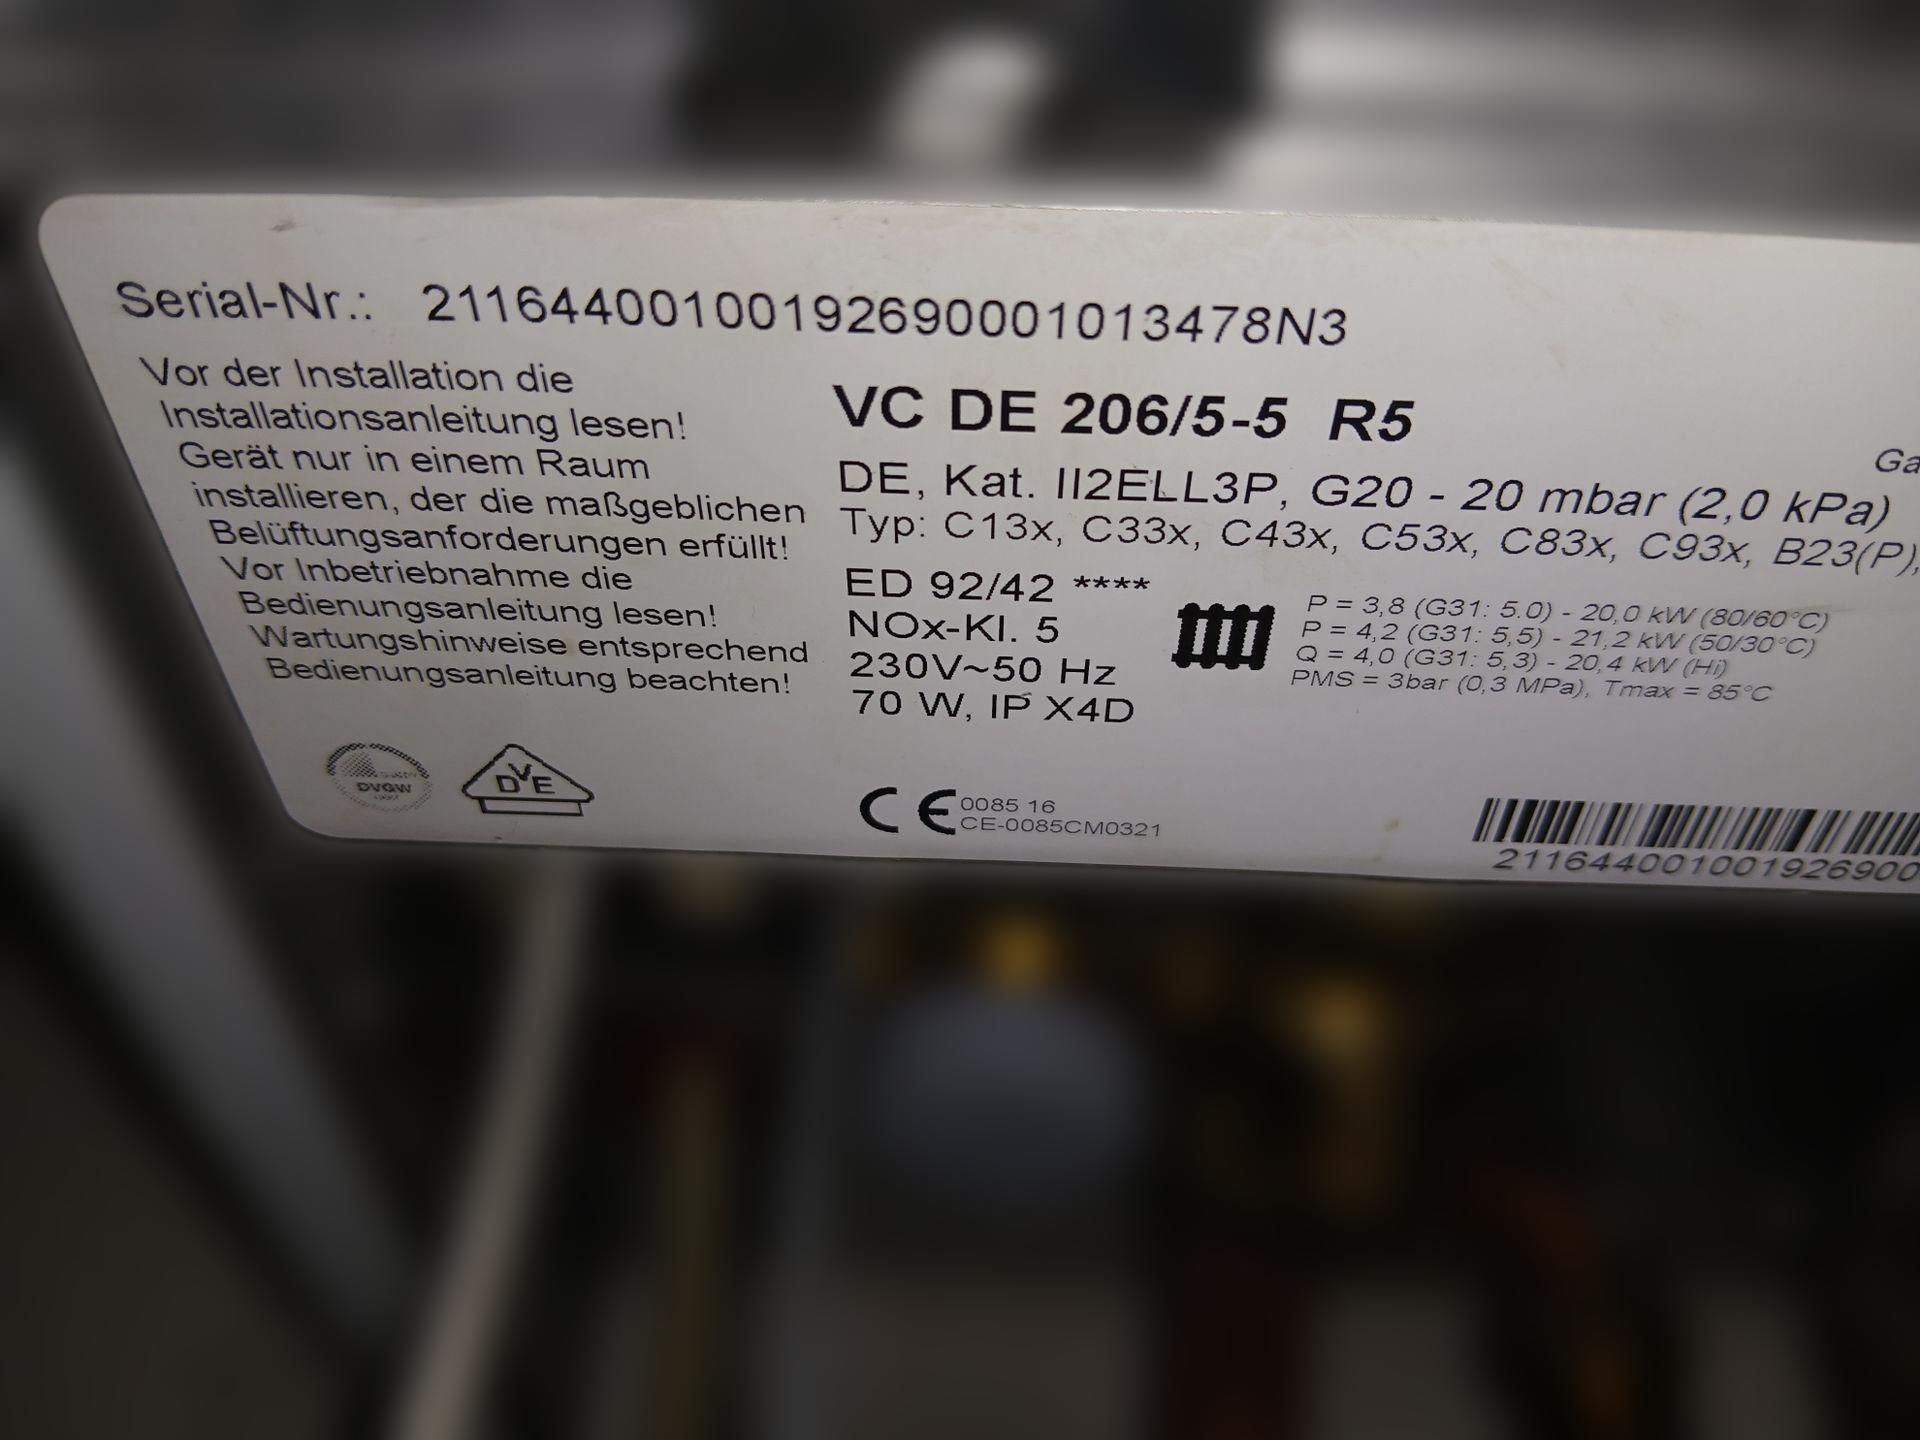 Serial-Nr.: 21164400100192690001013478N3
Vor der Installation die
Installationsanleitung lesen!
Gerät nur in einem Raum
installieren, der die maßgeblichen
Belüftungsanforderungen erfüllt!
Vor Inbetriebnahme die
Bedienungsanleitung lesen!
Wartungshinweise entsprechend
Bedienungsanleitung beachten!
VC DE 206/5-5 R5
Ga
DE, Kat. II2ELL3P, G20 - 20 mbar (2,0 kPa)
Typ: C13x, C33x, C43x, C53x, C83x, C93x, B23(P),
ED 92/42 ****
NOx-Kl. 5
230V~50 Hz
70 W, IP X4D
P = 3,8 (G31: 5.0) - 20,0 kW (80/60°C)
P = 4,2 (G31: 5,5) - 21,2 kW (50/30°C)
Q = 4,0 (G31: 5,3) - 20,4 kW (Hi)
PMS = 3bar (0,3 MPa), Tmax = 85°C
DVGW
DVE
CE 0085 16
CE-0085CM0321
21164400100192690